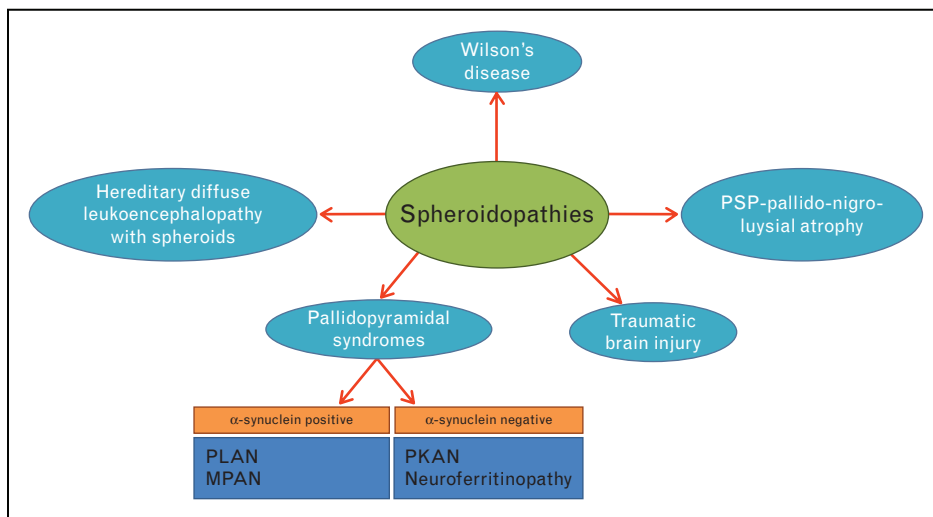 Wilson's
disease
Hereditary diffuse
leukoencephalopathy
with spheroids
Spheroidopathies
PSP-pallido-nigro-
luysial atrophy
Pallidopyramidal
syndromes
Traumatic
brain injury
α-synuclein positive
α-synuclein negative
PLAN
MPAN
PKAN
Neuroferritinopathy